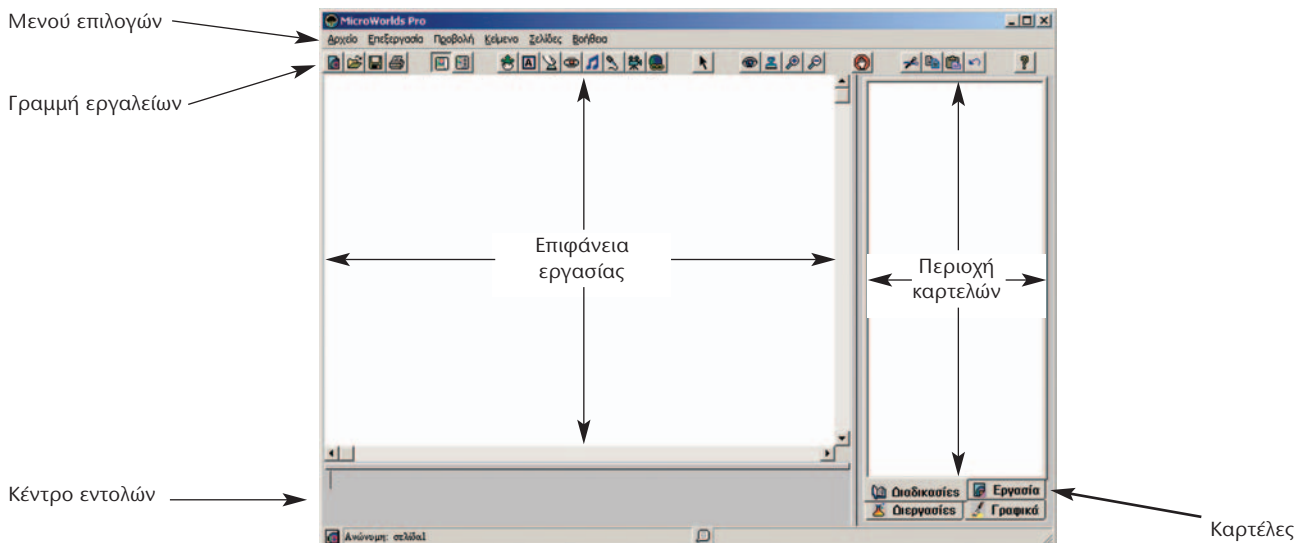 Μενού επιλογών
MicroWorlds Pro
Αρχείο Επεξεργασία Προβολή Κείμενο Σελίδες Βοήθεια
Γραμμή εργαλείων
Επιφάνεια
εργασίας
Περιοχή
καρτελών
Κέντρο εντολών
Διαδικασίες Εργασία
Διεργασίες Γραφικά
Καρτέλες
Ανώνυμη: σελίδα1